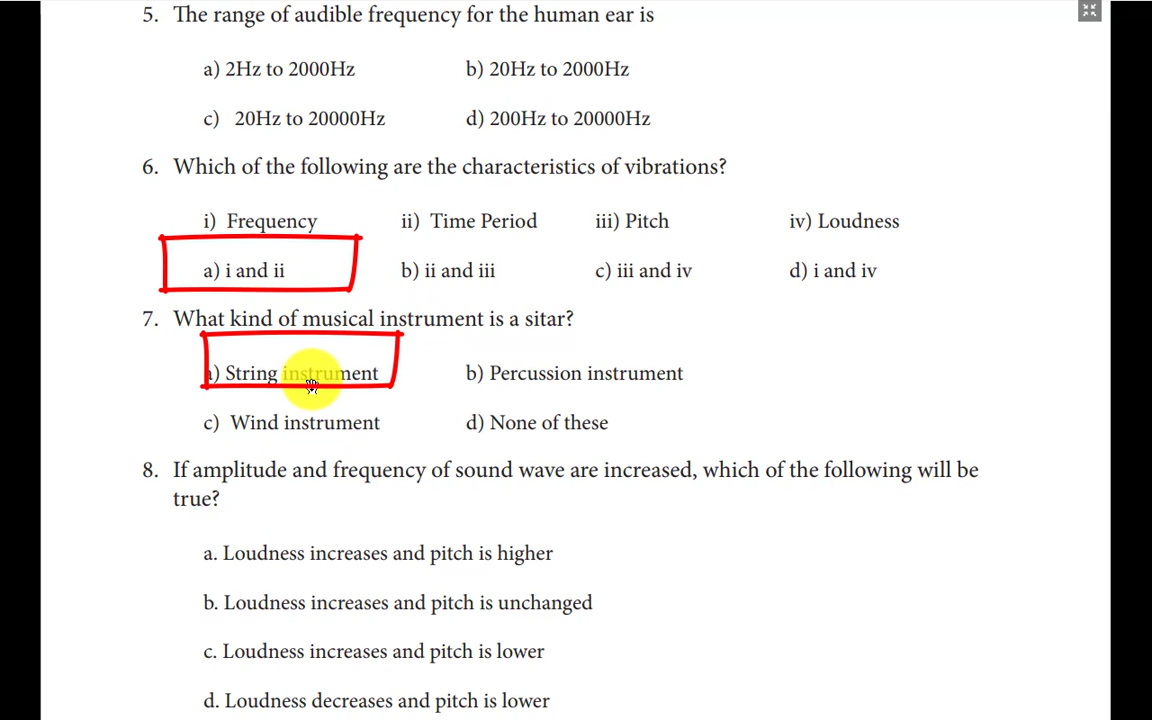 5. The range of audible frequency for the human ear is
a) 2Hz to 2000Hz b) 20Hz to 2000Hz
c) 20Hz to 20000Hz d) 200Hz to 20000Hz
6. Which of the following are the characteristics of vibrations?
i) Frequency ii) Time Period iii) Pitch iv) Loudness
a) i and ii b) ii and iii c) iii and iv d) i and iv
7. What kind of musical instrument is a sitar?
a) String instrument b) Percussion instrument
c) Wind instrument d) None of these
8. If amplitude and frequency of sound wave are increased, which of the following will be
true?
a. Loudness increases and pitch is higher
b. Loudness increases and pitch is unchanged
c. Loudness increases and pitch is lower
d. Loudness decreases and pitch is lower